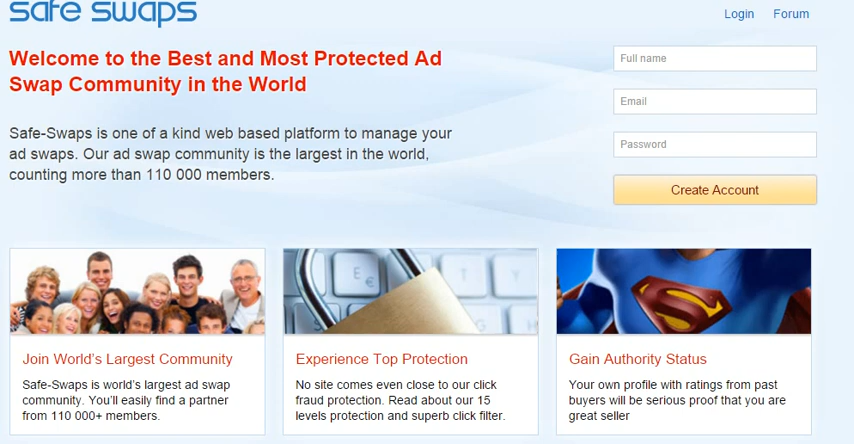 safe swaps
Login Forum
Welcome to the Best and Most Protected Ad
Swap Community in the World
Safe-Swaps is one of a kind web based platform to manage your
ad swaps. Our ad swap community is the largest in the world,
counting more than 110 000 members.
Full name
Email
Password
Create Account
E
€
T
S
Join World's Largest Community
Safe-Swaps is world's largest ad swap
community. You'll easily find a partner
from 110 000+ members.
Experience Top Protection
No site comes even close to our click
fraud protection. Read about our 15
levels protection and superb click filter.
Gain Authority Status
Your own profile with ratings from past
buyers will be serious proof that you are
great seller